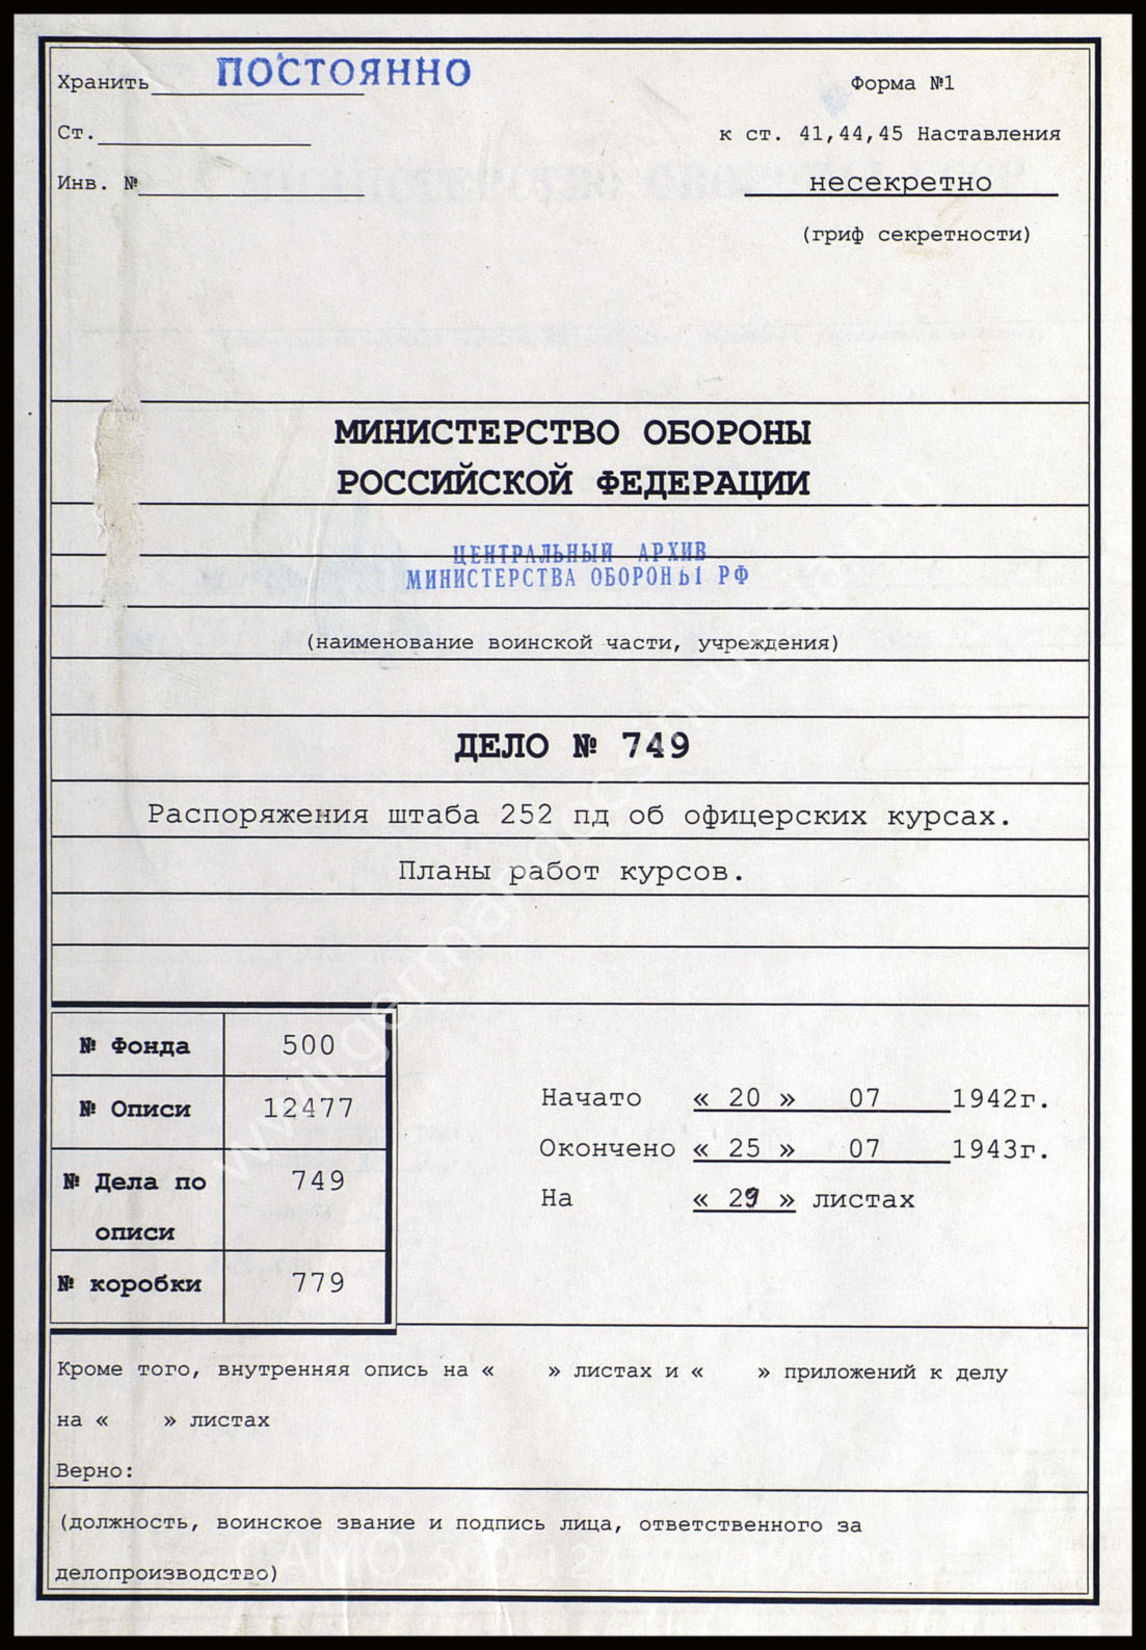 Хранить ПОСТОЯННО
Форма №1
Ст.
к ст. 41,44,45 Наставления
Инв. №
несекретно
(гриф секретности)
МИНИСТЕРСТВО ОБОРОНЫ
РОССИЙСКОЙ ФЕДЕРАЦИИ
ЦЕНТРАЛЬНЫЙ АРХИВ
МИНИСТЕРСТВА ОБОРОНЫ РФ
(наименование воинской части, учреждения)
ДЕЛО № 749
Распоряжения штаба 252 пд об офицерских курсах.
Планы работ курсов.
№ Фонда 500
№ Описи 12477
№ Дела по 749
описи
№ коробки 779
Начато « 20 » 07 1942г.
Окончено « 25 » 07 1943г.
На « 29 » листах
Кроме того, внутренняя опись на « » листах и « » приложений к делу
на « » листах
Верно:
(должность, воинское звание и подпись лица, ответственного за
делопроизводство)